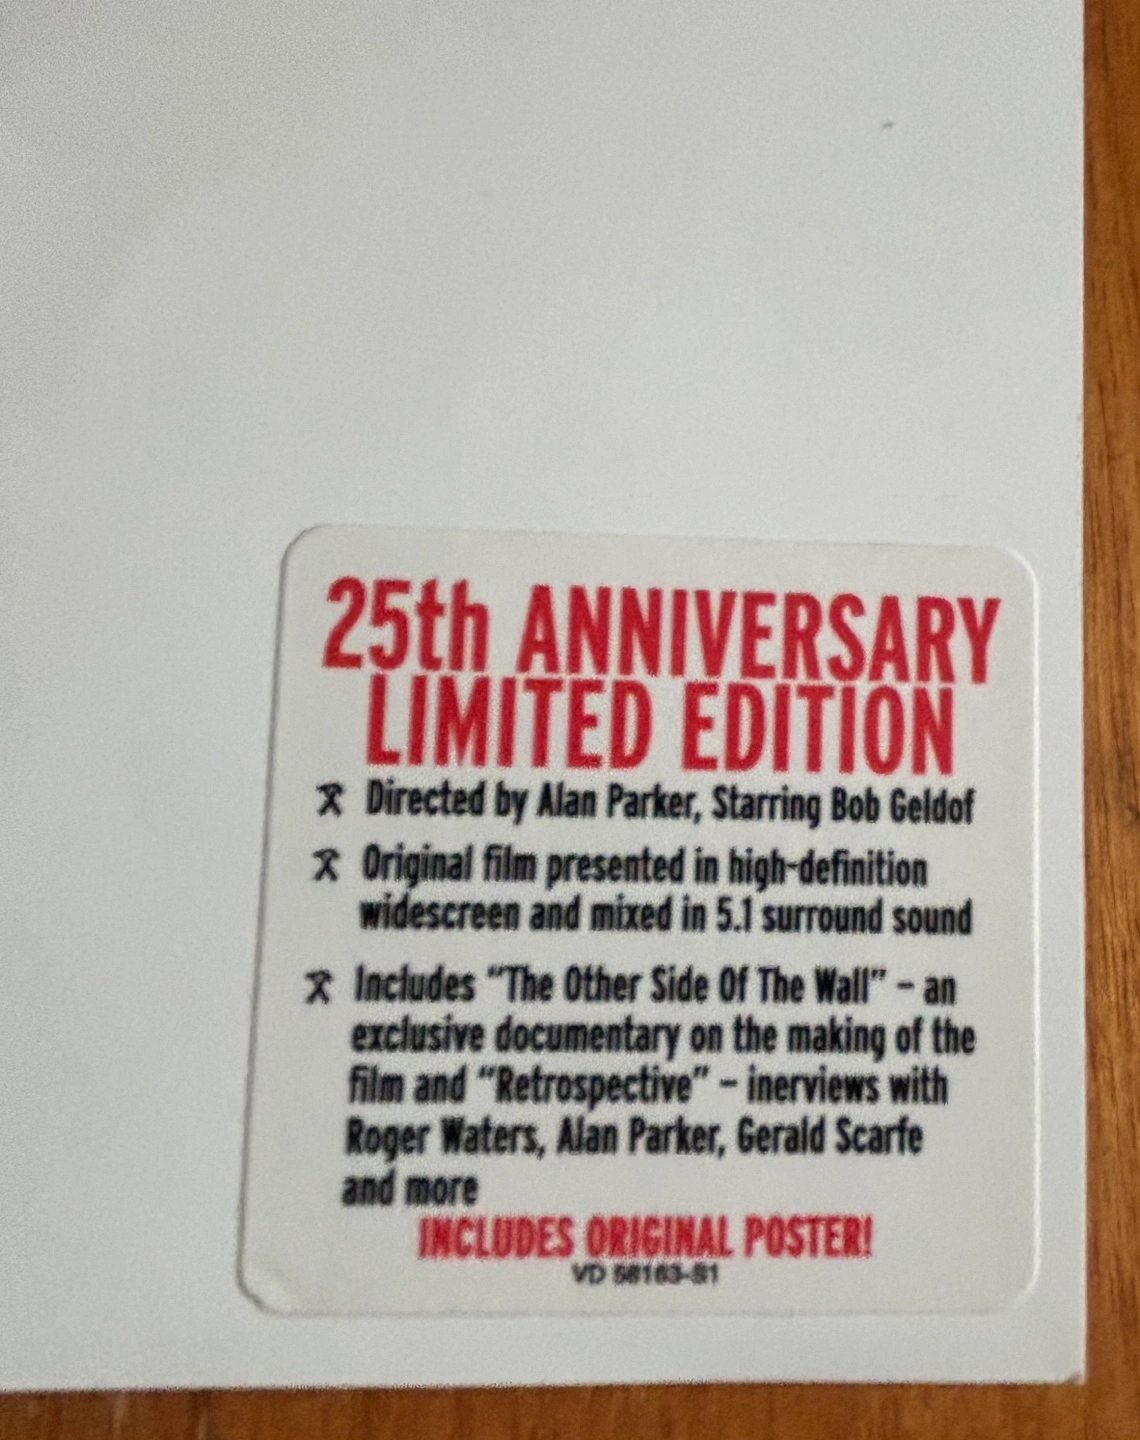 25th ANNIVERSARY
LIMITED EDITION
Directed by Alan Parker, Starring Bob Geldof
Original film presented in high-definition
widescreen and mixed in 5.1 surround sound
Includes “The Other Side Of The Wall” – an
exclusive documentary on the making of the
film and “Retrospective” – inerviews with
Roger Waters, Alan Parker, Gerald Scarfe
and more
INCLUDES ORIGINAL POSTER!
VD 58163-S1